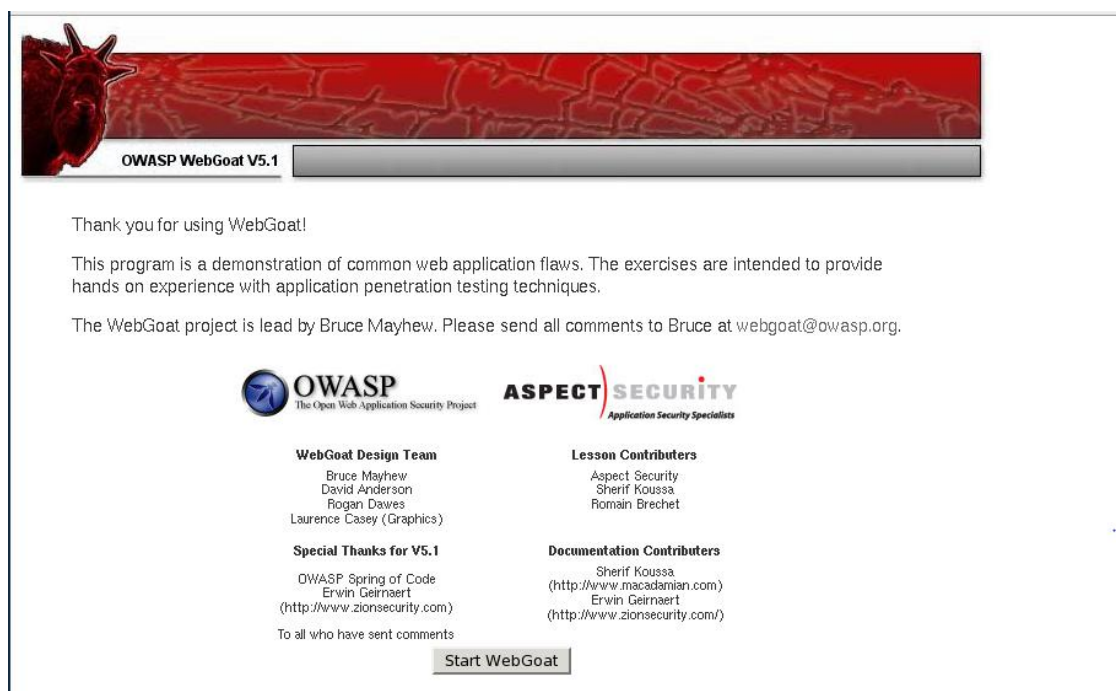 OWASP WebGoat V5.1
Thank you for using WebGoat!
This program is a demonstration of common web application flaws. The exercises are intended to provide
hands on experience with application penetration testing techniques.
The WebGoat project is lead by Bruce Mayhew. Please send all comments to Bruce at webgoat@owasp.org.
OWASP
The Open Web Application Security Project
ASPECT SECURITY
Application Security Specialists
WebGoat Design Team
Bruce Mayhew
David Anderson
Rogan Dawes
Laurence Casey (Graphics)
Lesson Contributers
Aspect Security
Sherif Koussa
Romain Brechet
Special Thanks for V5.1
OWASP Spring of Code
Erwin Geirnaert
(http://www.zionsecurity.com)
To all who have sent comments
Documentation Contributers
Sherif Koussa
(http://www.macadamian.com)
Erwin Geirnaert
(http://www.zionsecurity.com/)
Start WebGoat